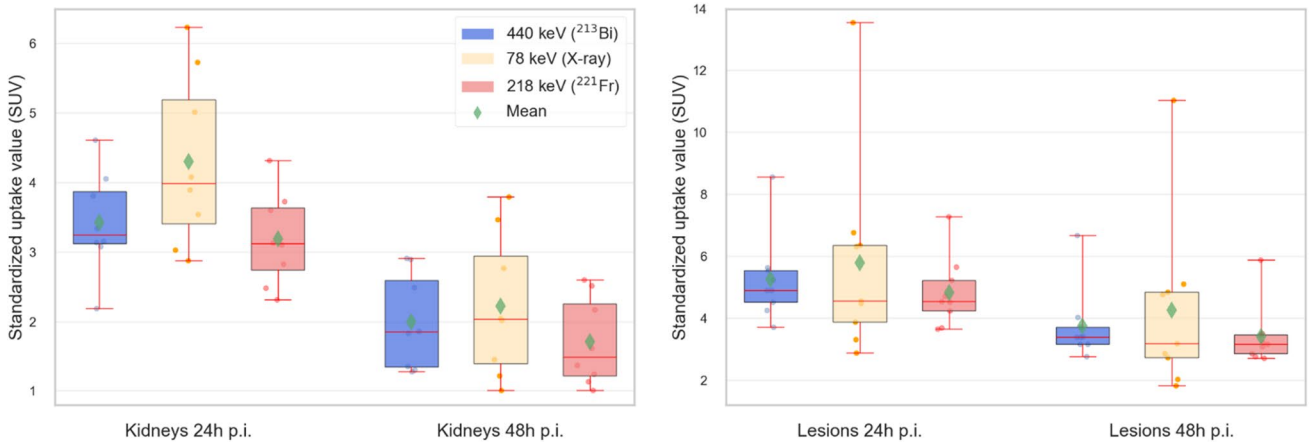 Standardized uptake value (SUV)
6
5
4
3
2
1
440 keV (²¹³Bi)
78 keV (X-ray)
218 keV (²²¹Fr)
Mean
Kidneys 24h p.i.
Kidneys 48h p.i.
Standardized uptake value (SUV)
14
12
10
8
6
4
2
Lesions 24h p.i.
Lesions 48h p.i.